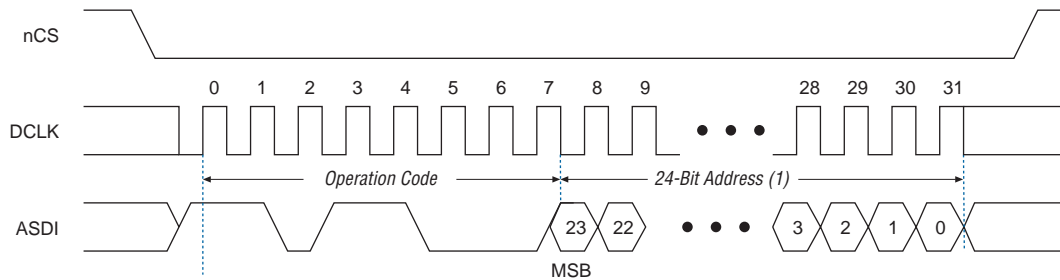 nCS
0 1 2 3 4 5 6 7 8 9 28 29 30 31
DCLK
Operation Code 24-Bit Address (1)
ASDI 23 22 3 2 1 0
MSB